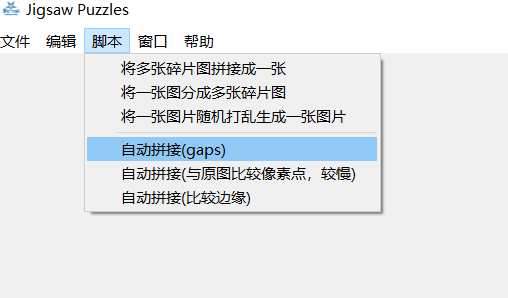 Jigsaw Puzzles
文件 编辑 脚本 窗口 帮助
将多张碎片图拼接成一张
将一张图分成多张碎片图
将一张图片随机打乱生成一张图片
自动拼接(gaps)
自动拼接(与原图比较像素点，较慢)
自动拼接(比较边缘)